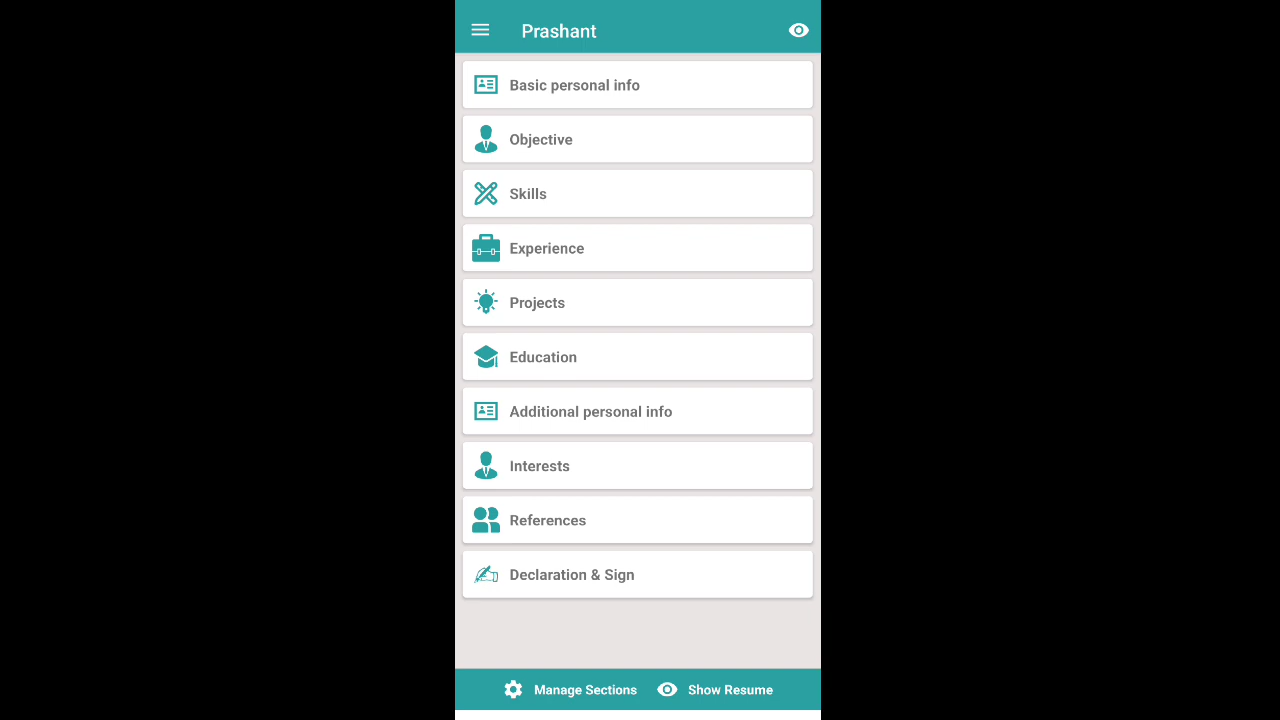 Prashant
Basic personal info
Objective
Skills
Experience
Projects
Education
Additional personal info
Interests
References
Declaration & Sign
Manage Sections Show Resume